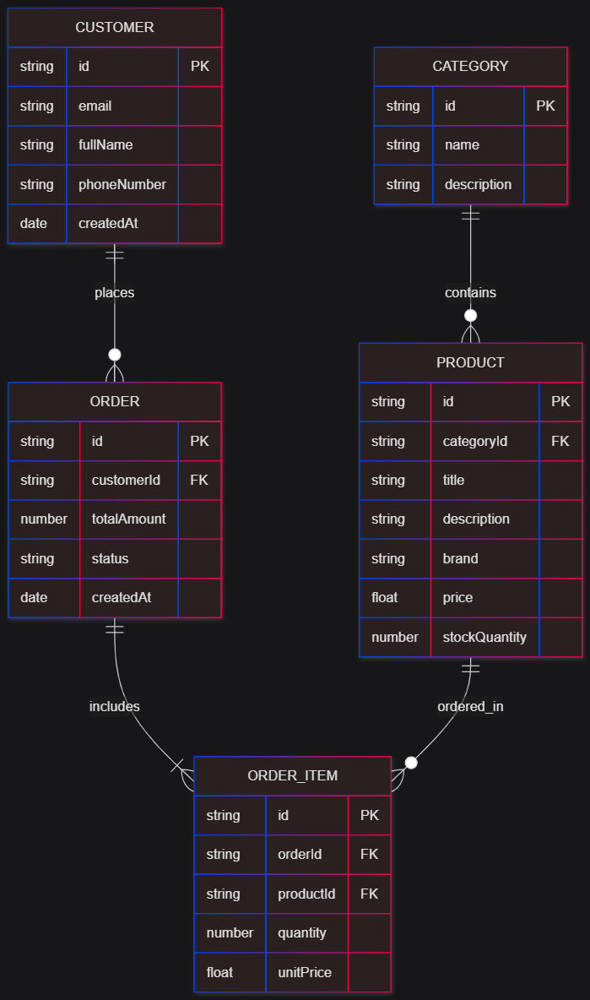 CUSTOMER
string id PK
string email
string fullName
string phoneNumber
date createdAt
CATEGORY
string id PK
string name
string description
places
contains
ORDER
string id PK
string customerId FK
number totalAmount
string status
date createdAt
PRODUCT
string id PK
string categoryId FK
string title
string description
string brand
float price
number stockQuantity
includes
ordered_in
ORDER_ITEM
string id PK
string orderId FK
string productId FK
number quantity
float unitPrice